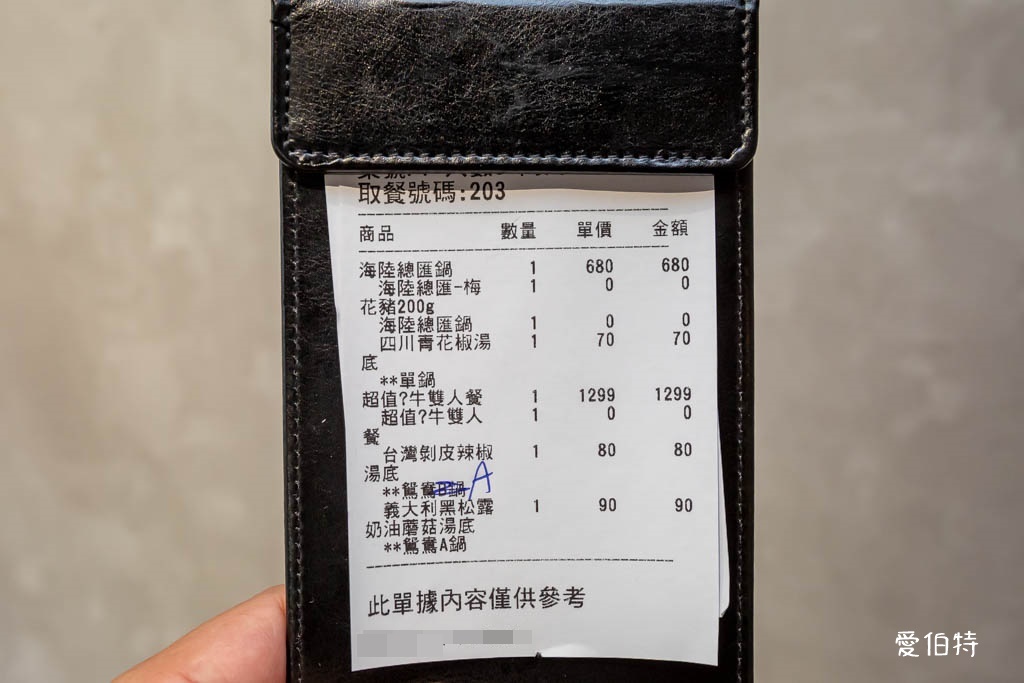 取餐號碼:203
商品 數量 單價 金額
海陸總匯鍋 1 680 680
海陸總匯-梅 1 0 0
花豬200g
海陸總匯鍋 1 0 0
四川青花椒湯 1 70 70
底
**單鍋
超值?牛雙人餐 1 1299 1299
超值?牛雙人 1 0 0
餐
台灣剝皮辣椒 1 80 80
湯底
**鴛鴦B鍋 A
義大利黑松露 1 90 90
奶油蘑菇湯底
**鴛鴦A鍋
此單據內容僅供參考
愛伯特